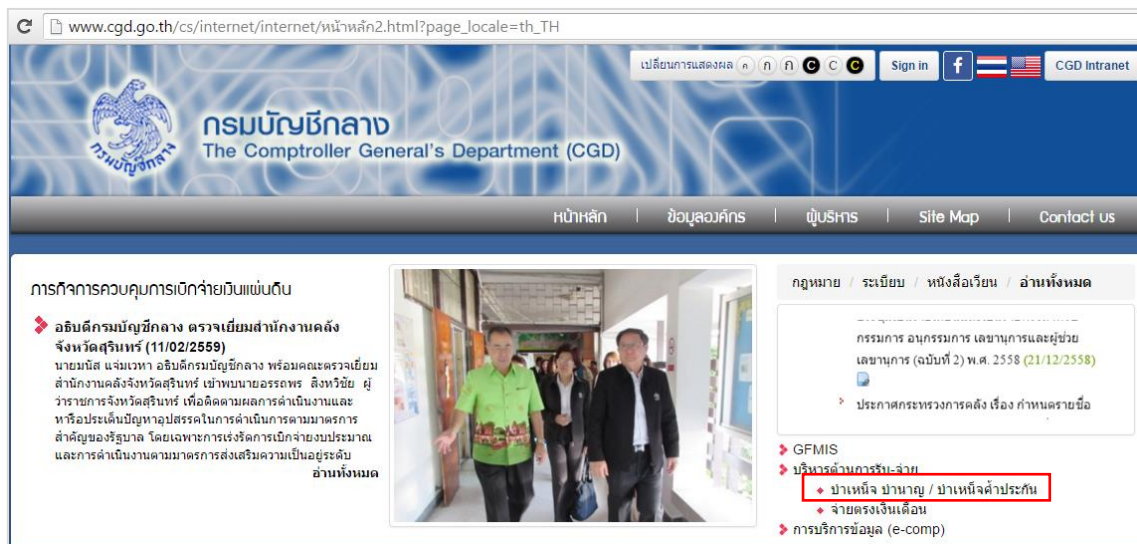 www.cgd.go.th/cs/internet/internet/หน้าหลัก2.html?page_locale=th_TH
เปลี่ยนการแสดงผล ก ก ก C C C Sign in f CGD Intranet
กรมบัญชีกลาง
กรมบัญชีกลาง
The Comptroller General's Department (CGD)
หน้าหลัก | ข้อมูลองค์กร | ผู้บริหาร | Site Map | Contact us
ภารกิจการควบคุมการเบิกจ่ายเงินแผ่นดิน
อธิบดีกรมบัญชีกลาง ตรวจเยี่ยมสำนักงานคลัง
จังหวัดสุรินทร์ (11/02/2559)
นายมนัส แจ่มเวหา อธิบดีกรมบัญชีกลาง พร้อมคณะตรวจเยี่ยม
สำนักงานคลังจังหวัดสุรินทร์ เข้าพบนายอรรถพร สิงหวิชัย ผู้
ว่าราชการจังหวัดสุรินทร์ เพื่อติดตามผลการดำเนินงานและ
หารือประเด็นปัญหาอุปสรรคในการดำเนินการตามมาตรการ
สำคัญของรัฐบาล โดยเฉพาะการเร่งรัดการเบิกจ่ายงบประมาณ
และการดำเนินงานตามมาตรการส่งเสริมความเป็นอยู่ระดับ
อ่านทั้งหมด
กฎหมาย / ระเบียบ / หนังสือเวียน / อ่านทั้งหมด
กรรมการ อนุกรรมการ เลขานุการและผู้ช่วย
เลขานุการ (ฉบับที่ 2) พ.ศ. 2558 (21/12/2558)
ประกาศกระทรวงการคลัง เรื่อง กำหนดรายชื่อ
GFMIS
บริหารด้านการรับ-จ่าย
บำเหน็จ บำนาญ / บำเหน็จค้ำประกัน
จ่ายตรงเงินเดือน
การบริการข้อมูล (e-comp)